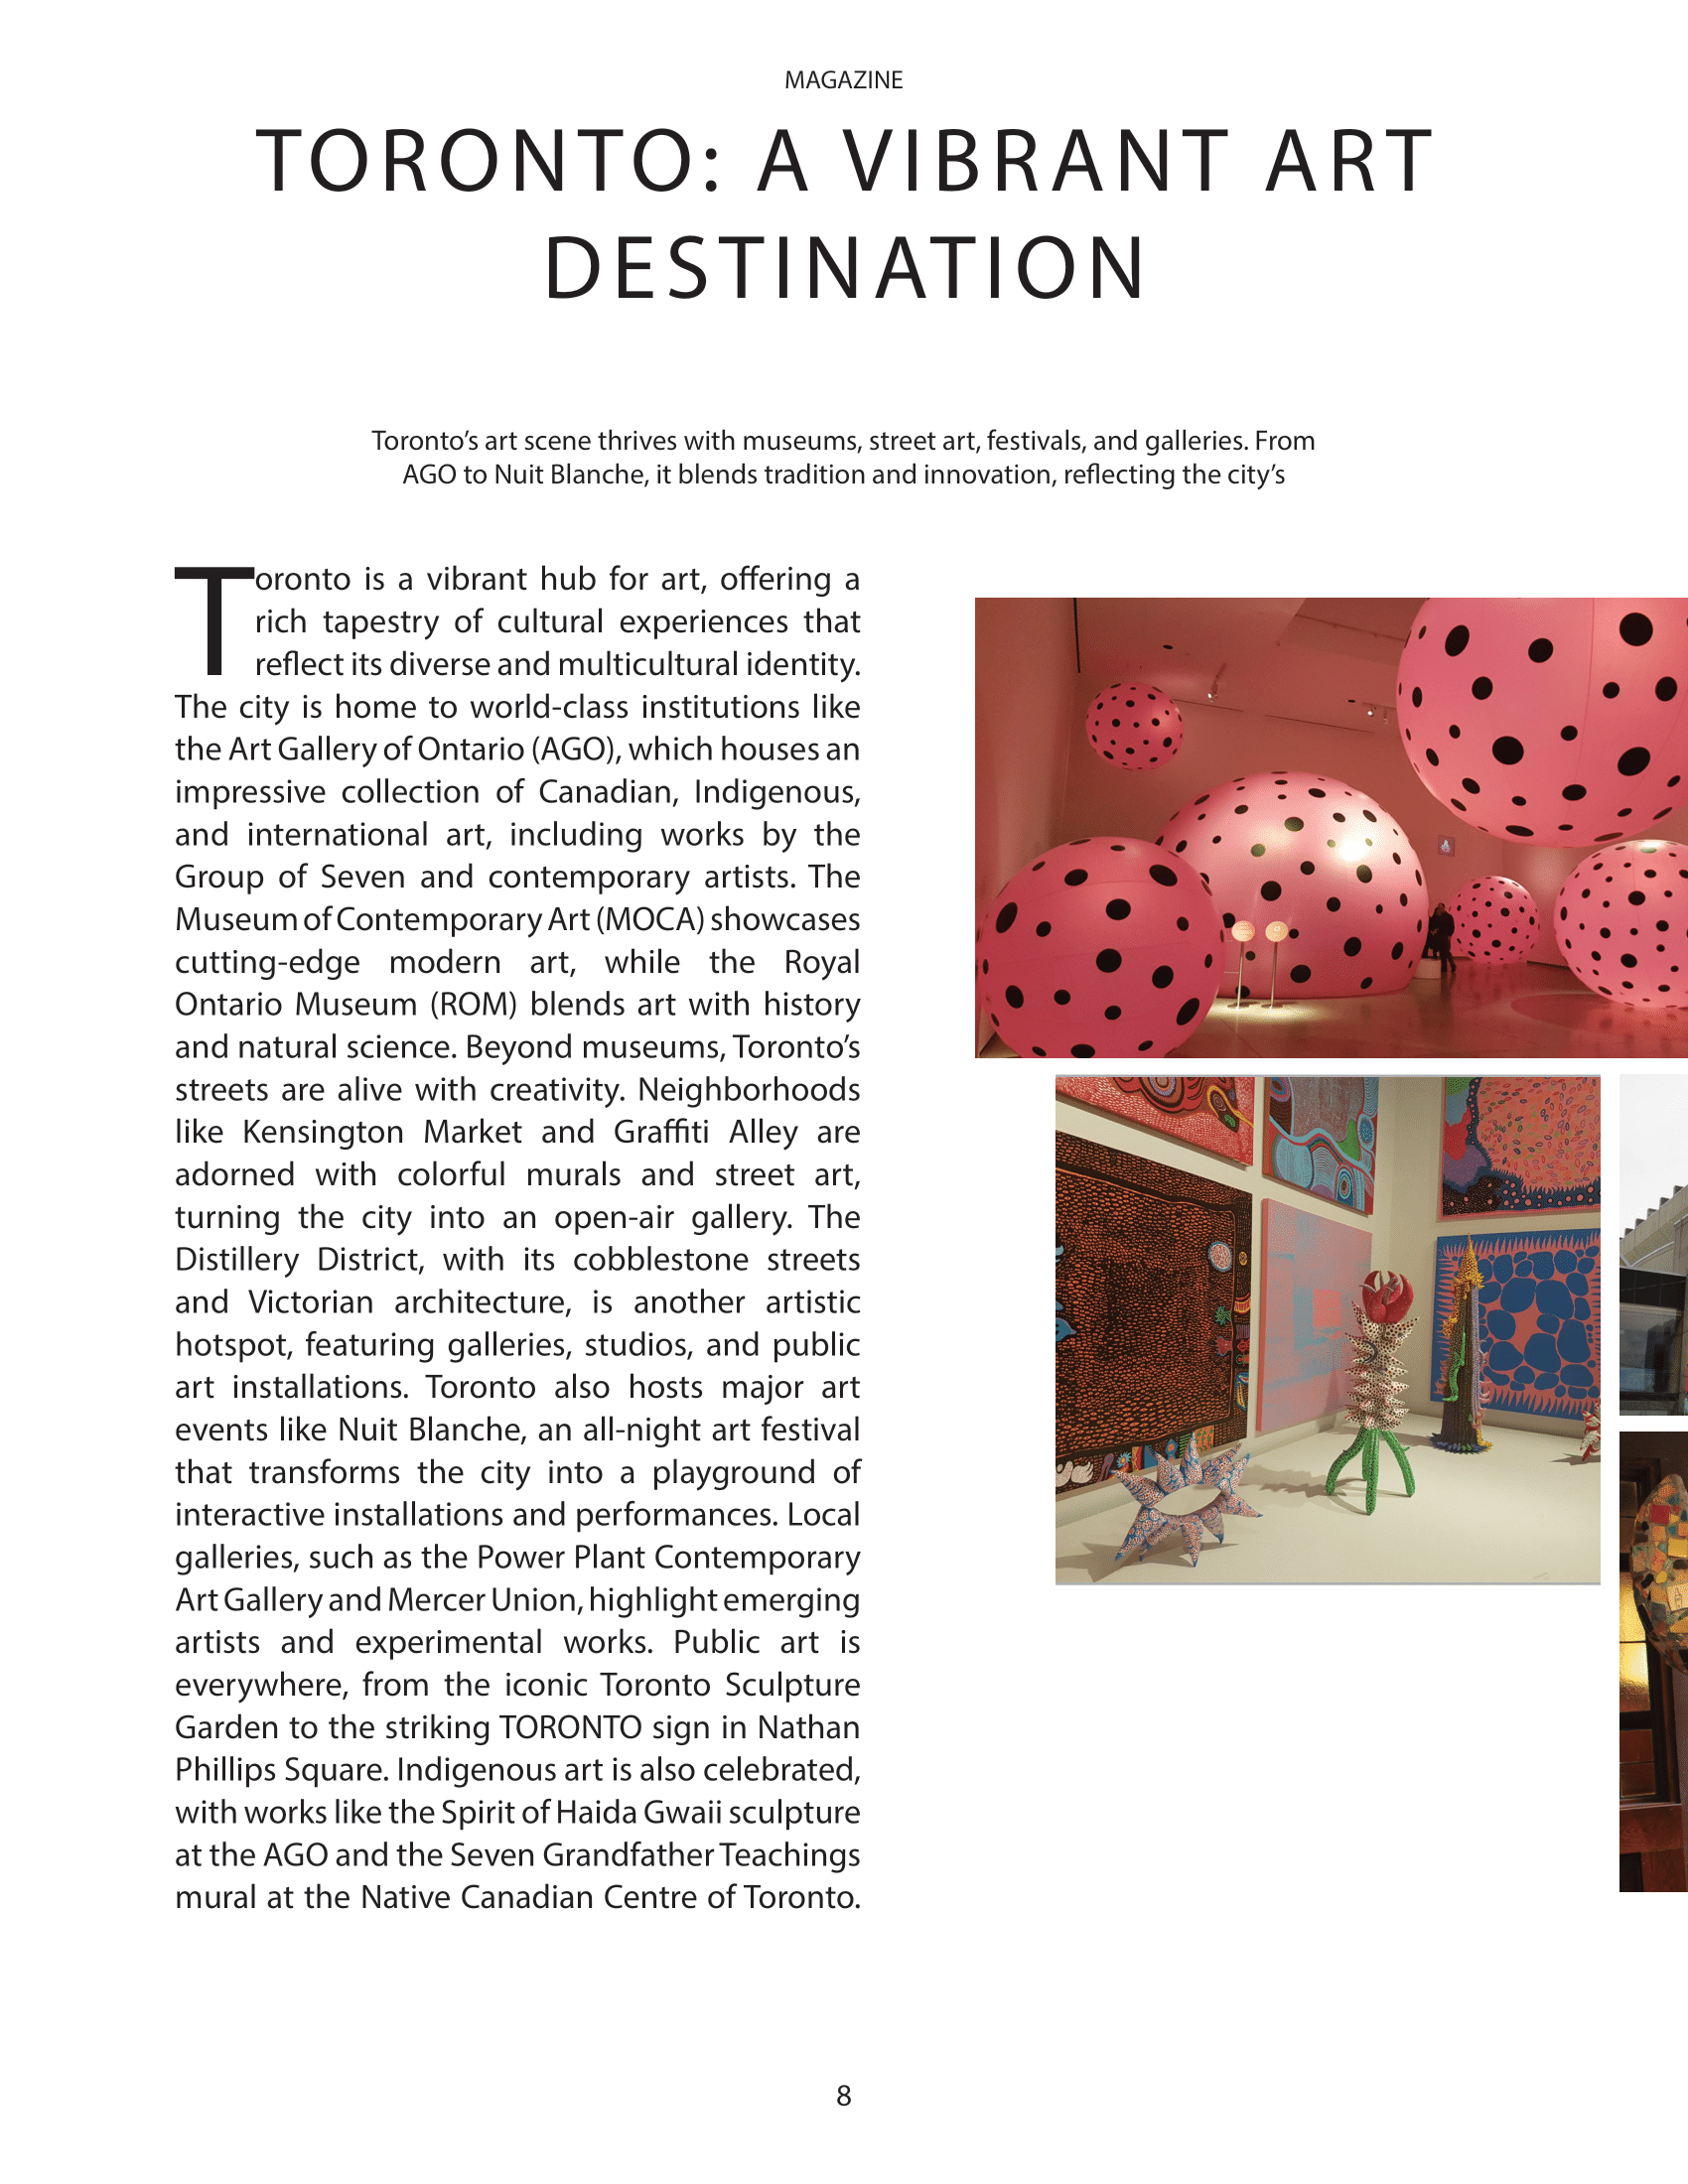 MAGAZINE
TORONTO: A VIBRANT ART
DESTINATION
Toronto’s art scene thrives with museums, street art, festivals, and galleries. From
AGO to Nuit Blanche, it blends tradition and innovation, reflecting the city’s
Toronto is a vibrant hub for art, offering a
rich tapestry of cultural experiences that
reflect its diverse and multicultural identity.
The city is home to world-class institutions like
the Art Gallery of Ontario (AGO), which houses an
impressive collection of Canadian, Indigenous,
and international art, including works by the
Group of Seven and contemporary artists. The
Museum of Contemporary Art (MOCA) showcases
cutting-edge modern art, while the Royal
Ontario Museum (ROM) blends art with history
and natural science. Beyond museums, Toronto’s
streets are alive with creativity. Neighborhoods
like Kensington Market and Graffiti Alley are
adorned with colorful murals and street art,
turning the city into an open-air gallery. The
Distillery District, with its cobblestone streets
and Victorian architecture, is another artistic
hotspot, featuring galleries, studios, and public
art installations. Toronto also hosts major art
events like Nuit Blanche, an all-night art festival
that transforms the city into a playground of
interactive installations and performances. Local
galleries, such as the Power Plant Contemporary
Art Gallery and Mercer Union, highlight emerging
artists and experimental works. Public art is
everywhere, from the iconic Toronto Sculpture
Garden to the striking TORONTO sign in Nathan
Phillips Square. Indigenous art is also celebrated,
with works like the Spirit of Haida Gwaii sculpture
at the AGO and the Seven Grandfather Teachings
mural at the Native Canadian Centre of Toronto.
8